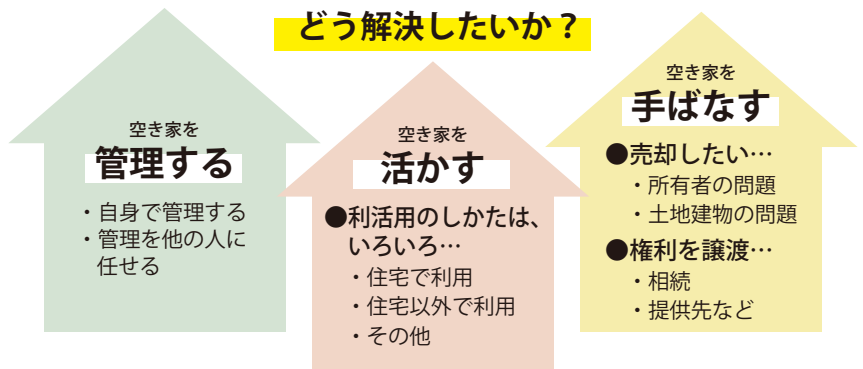 どう解決したいか？
空き家を
管理する
・自身で管理する
・管理を他の人に
任せる
空き家を
活かす
●利活用のしかたは、
いろいろ…
・住宅で利用
・住宅以外で利用
・その他
空き家を
手ばなす
●売却したい…
・所有者の問題
・土地建物の問題
●権利を譲渡…
・相続
・提供先など